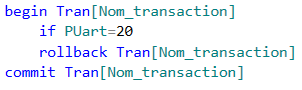 begin Tran[Nom_transaction]
if PUart=20
rollback Tran[Nom_transaction]
commit Tran[Nom_transaction]